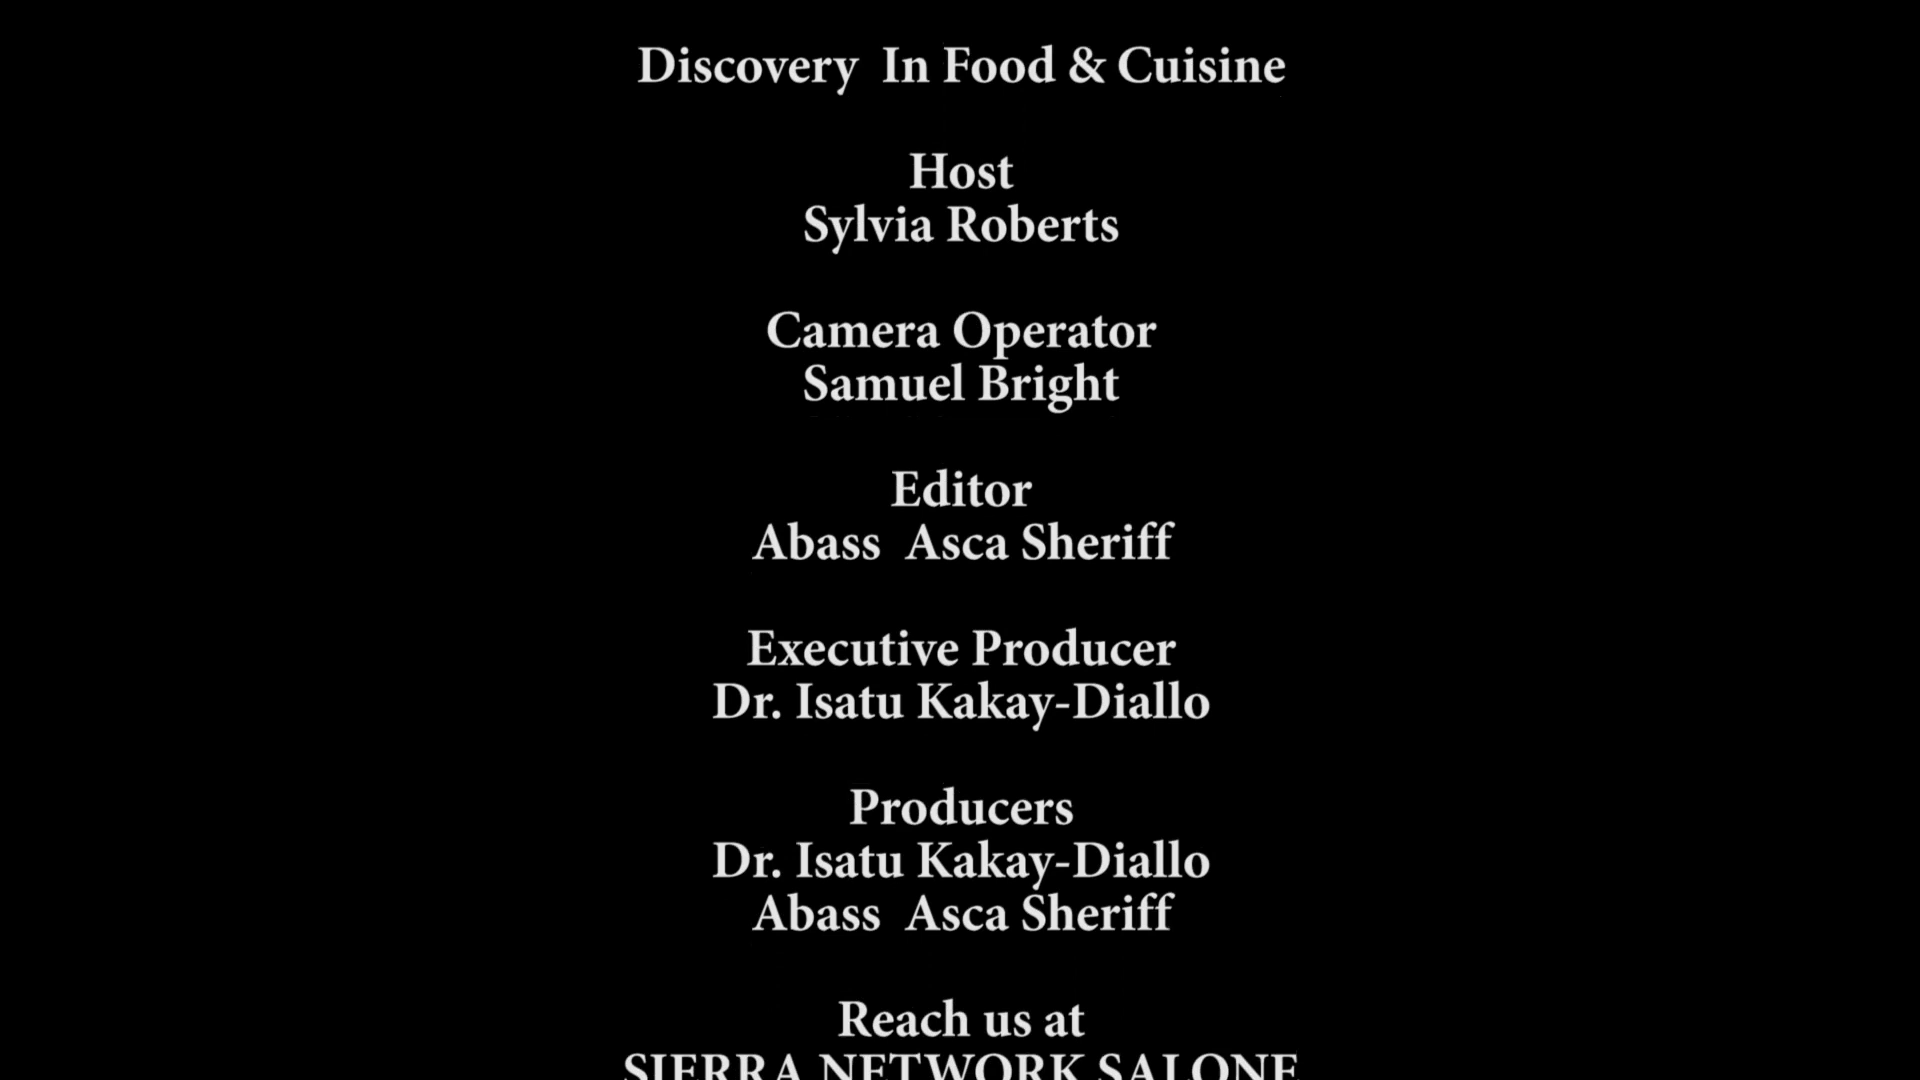 Discovery  In Food & Cuisine
Host
Sylvia Roberts
Camera Operator
Samuel Bright
Editor
Abass  Asca Sheriff
Executive Producer
Dr. Isatu Kakay-Diallo
Producers
Dr. Isatu Kakay-Diallo
Abass  Asca Sheriff
Reach us at
SIERRA NETWORK SALONE